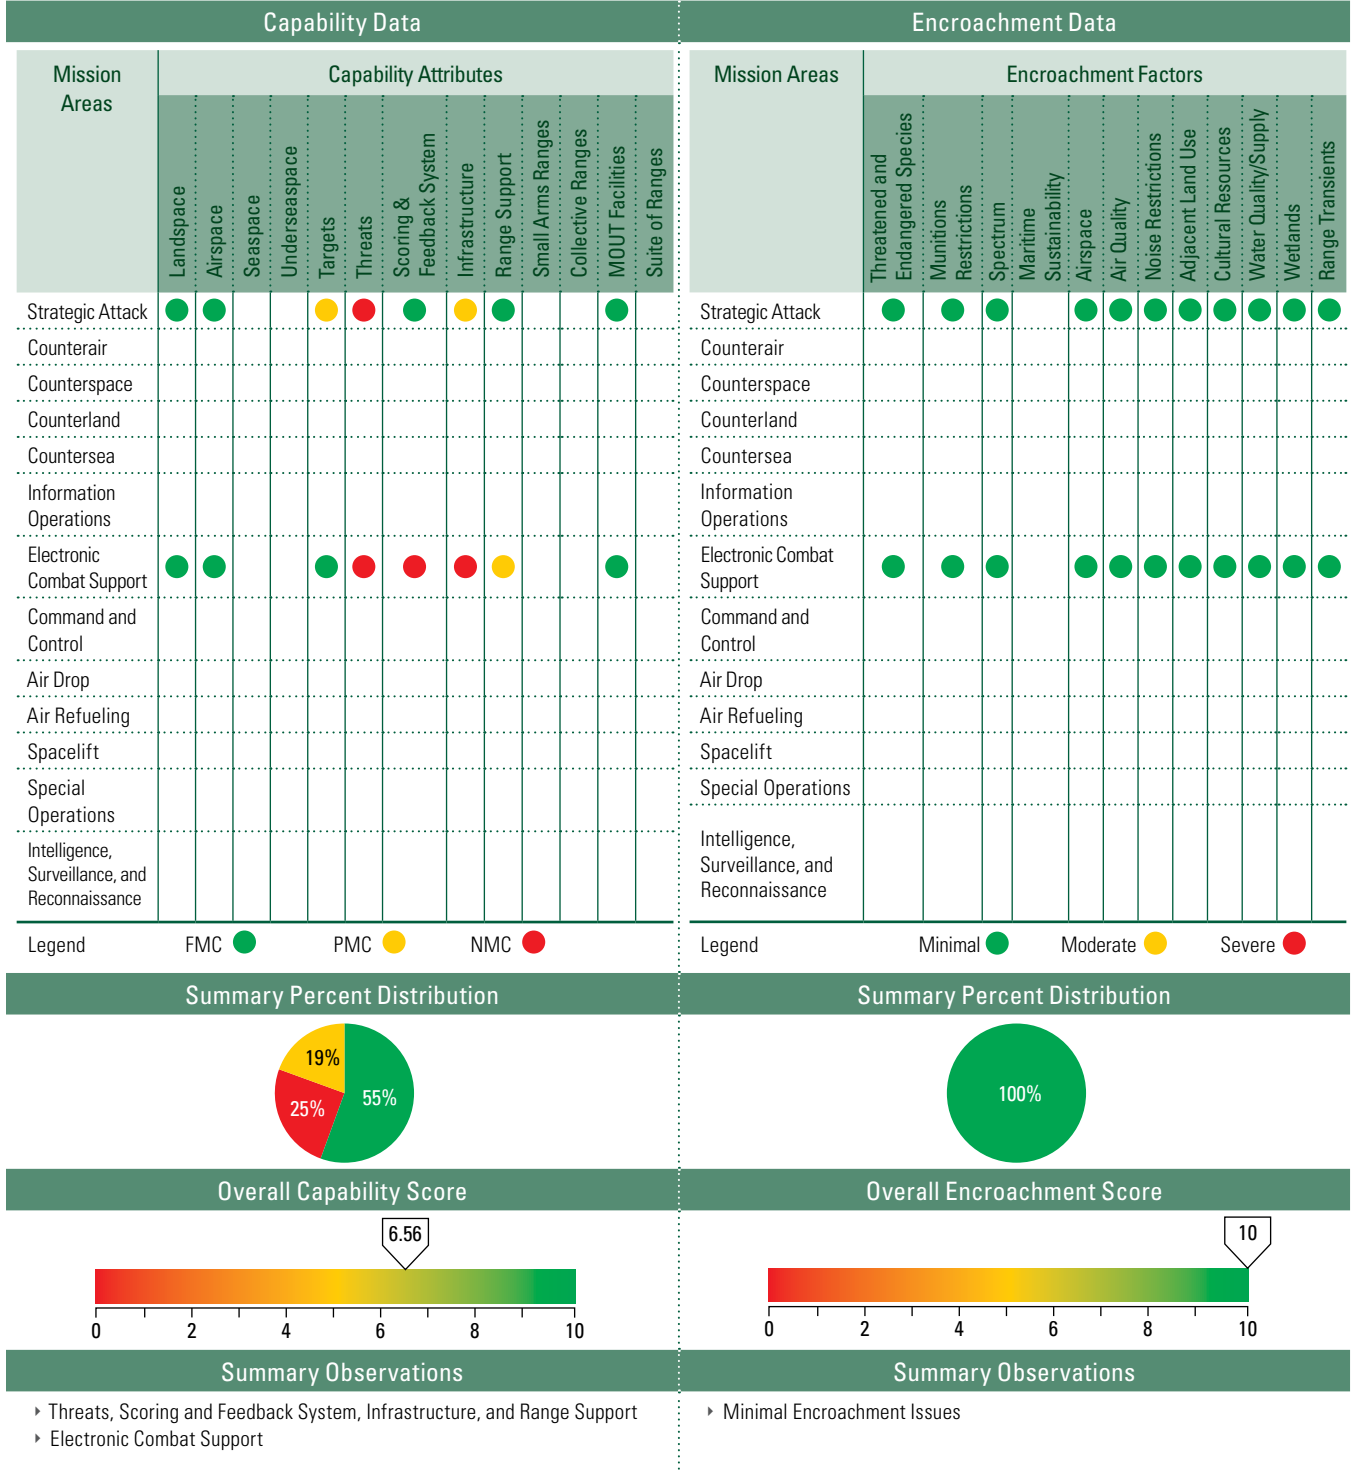 Capability Data
Mission
Areas
Capability Attributes
Landspace
Airspace
Seaspace
Underseaspace
Targets
Threats
Scoring &
Feedback System
Infrastructure
Range Support
Small Arms Ranges
Collective Ranges
MOUT Facilities
Suite of Ranges
Strategic Attack
Counterair
Counterspace
Counterland
Countersea
Information
Operations
Electronic
Combat Support
Command and
Control
Air Drop
Air Refueling
Spacelift
Special
Operations
Intelligence,
Surveillance, and
Reconnaissance
Legend
FMC
PMC
NMC
Summary Percent Distribution
19%
25%
55%
Overall Capability Score
6.56
0 2 4 6 8 10
Summary Observations
‣ Threats, Scoring and Feedback System, Infrastructure, and Range Support
‣ Electronic Combat Support
Encroachment Data
Mission Areas
Encroachment Factors
Threatened and
Endangered Species
Munitions
Restrictions
Spectrum
Maritime
Sustainability
Airspace
Air Quality
Noise Restrictions
Adjacent Land Use
Cultural Resources
Water Quality/Supply
Wetlands
Range Transients
Strategic Attack
Counterair
Counterspace
Counterland
Countersea
Information
Operations
Electronic Combat
Support
Command and
Control
Air Drop
Air Refueling
Spacelift
Special Operations
Intelligence,
Surveillance, and
Reconnaissance
Legend
Minimal
Moderate
Severe
Summary Percent Distribution
100%
Overall Encroachment Score
10
0 2 4 6 8 10
Summary Observations
‣ Minimal Encroachment Issues